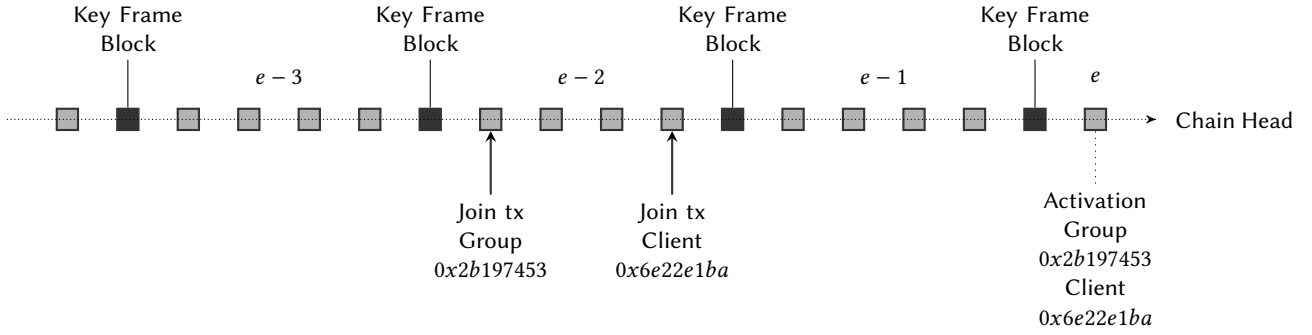 Key Frame
Block
Key Frame
Block
Key Frame
Block
Key Frame
Block
e − 3
e − 2
e − 1
e
Chain Head
Join tx
Group
0x2b197453
Join tx
Client
0x6e22e1ba
Activation
Group
0x2b197453
Client
0x6e22e1ba